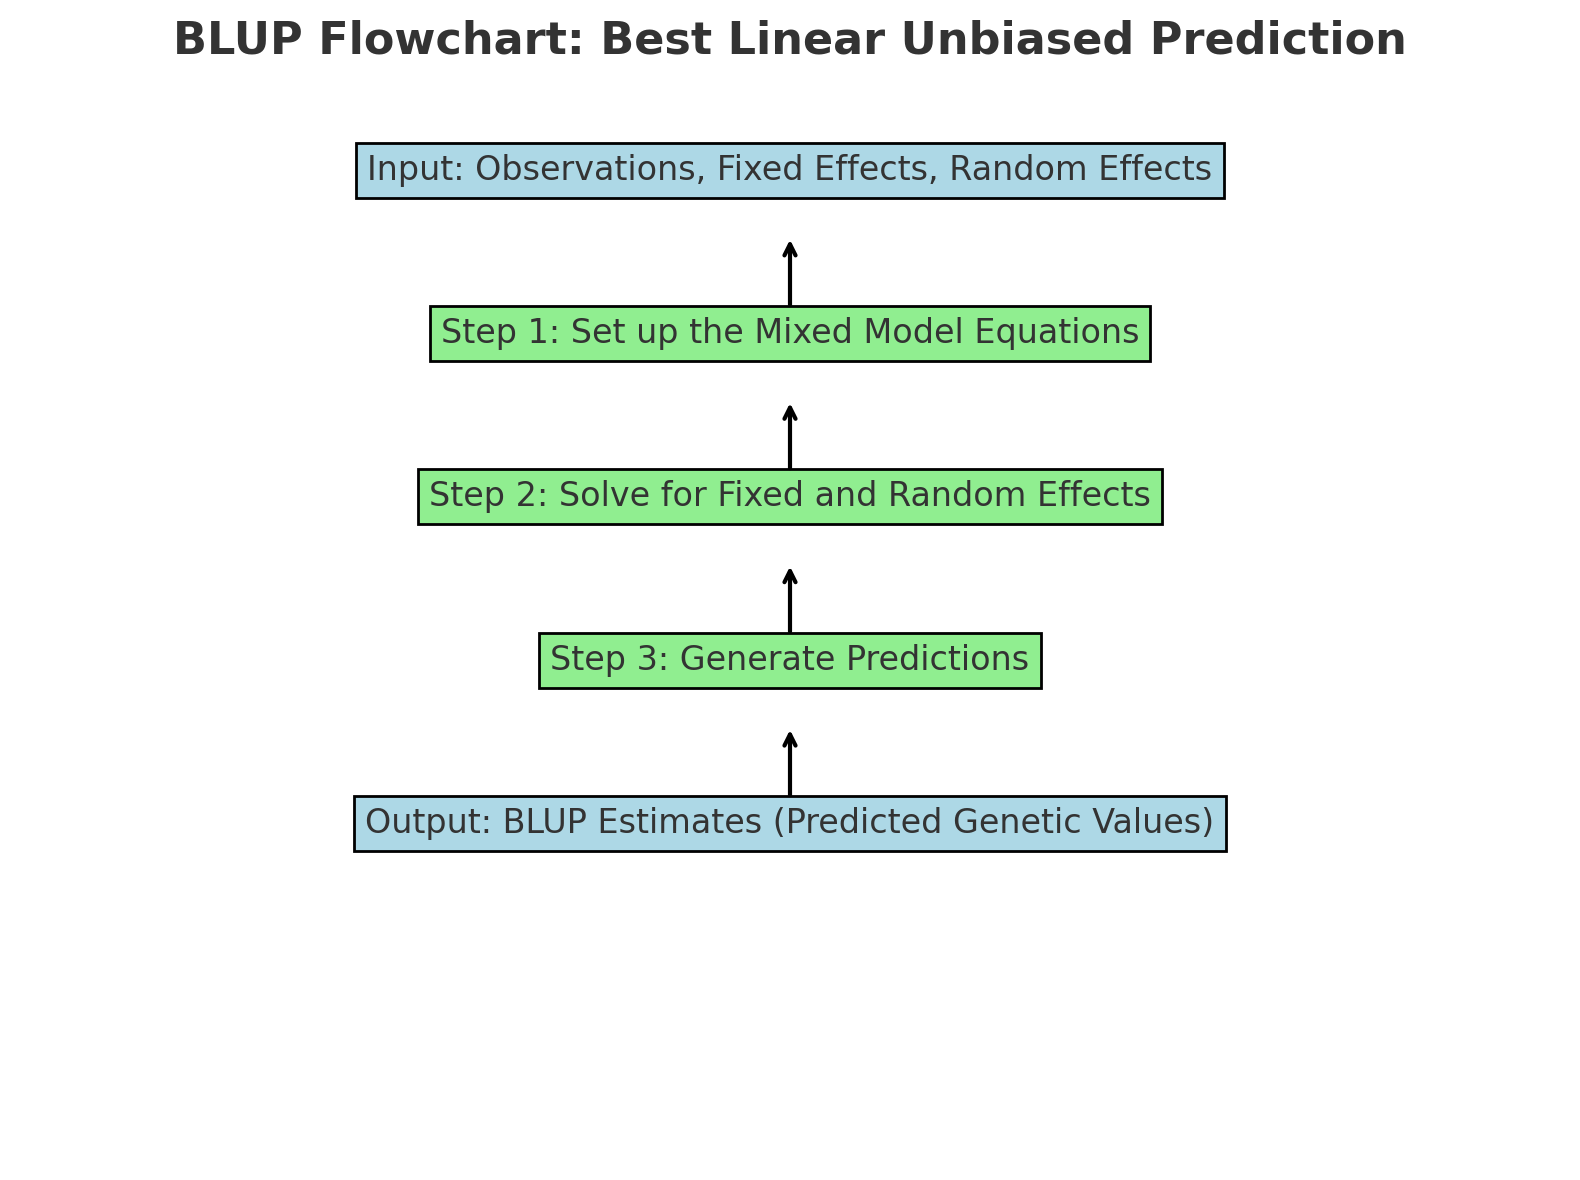 BLUP Flowchart: Best Linear Unbiased Prediction
Input: Observations, Fixed Effects, Random Effects
Step 1: Set up the Mixed Model Equations
Step 2: Solve for Fixed and Random Effects
Step 3: Generate Predictions
Output: BLUP Estimates (Predicted Genetic Values)